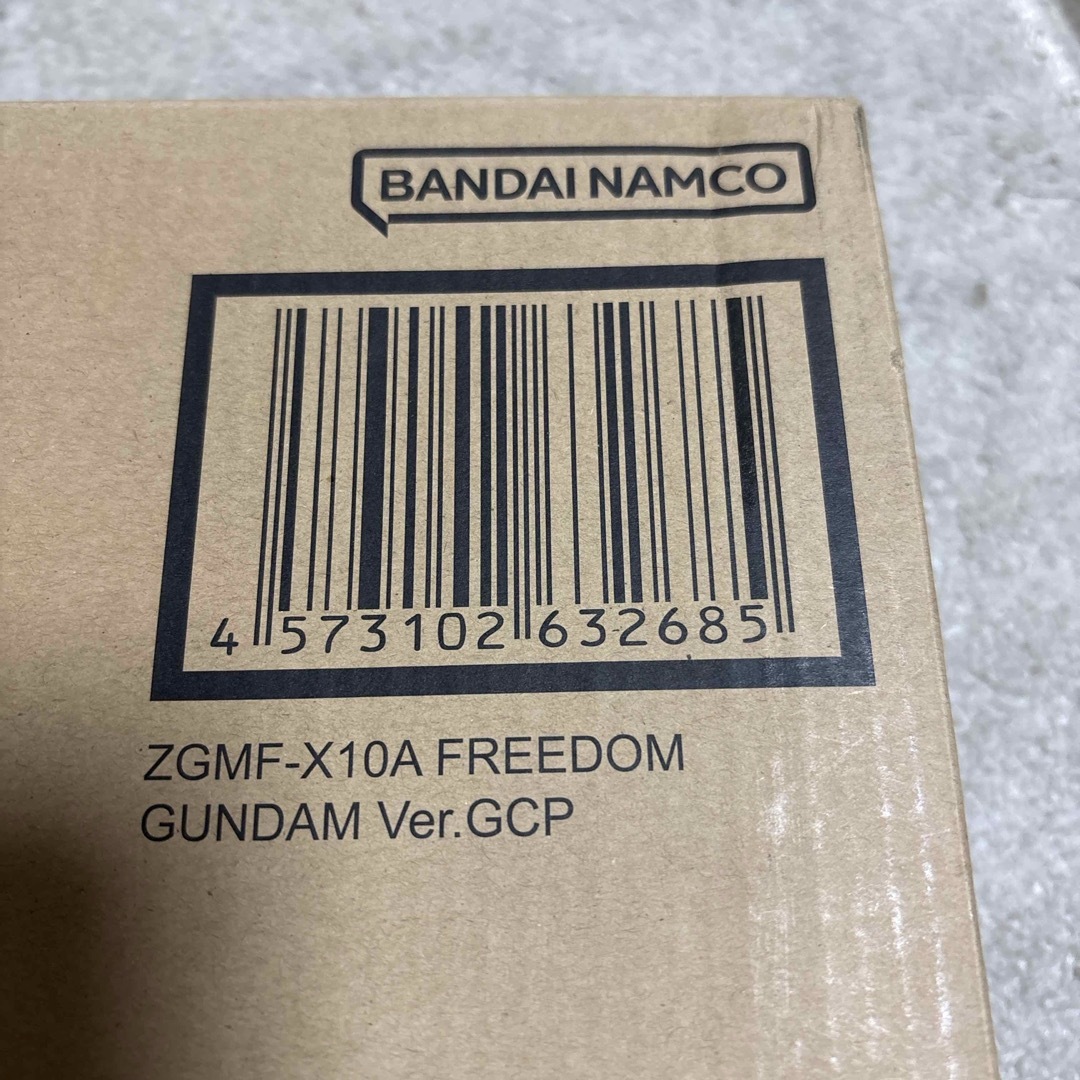 BANDAI NAMCO
4 573102 632685
ZGMF-X10A FREEDOM
GUNDAM Ver.GCP